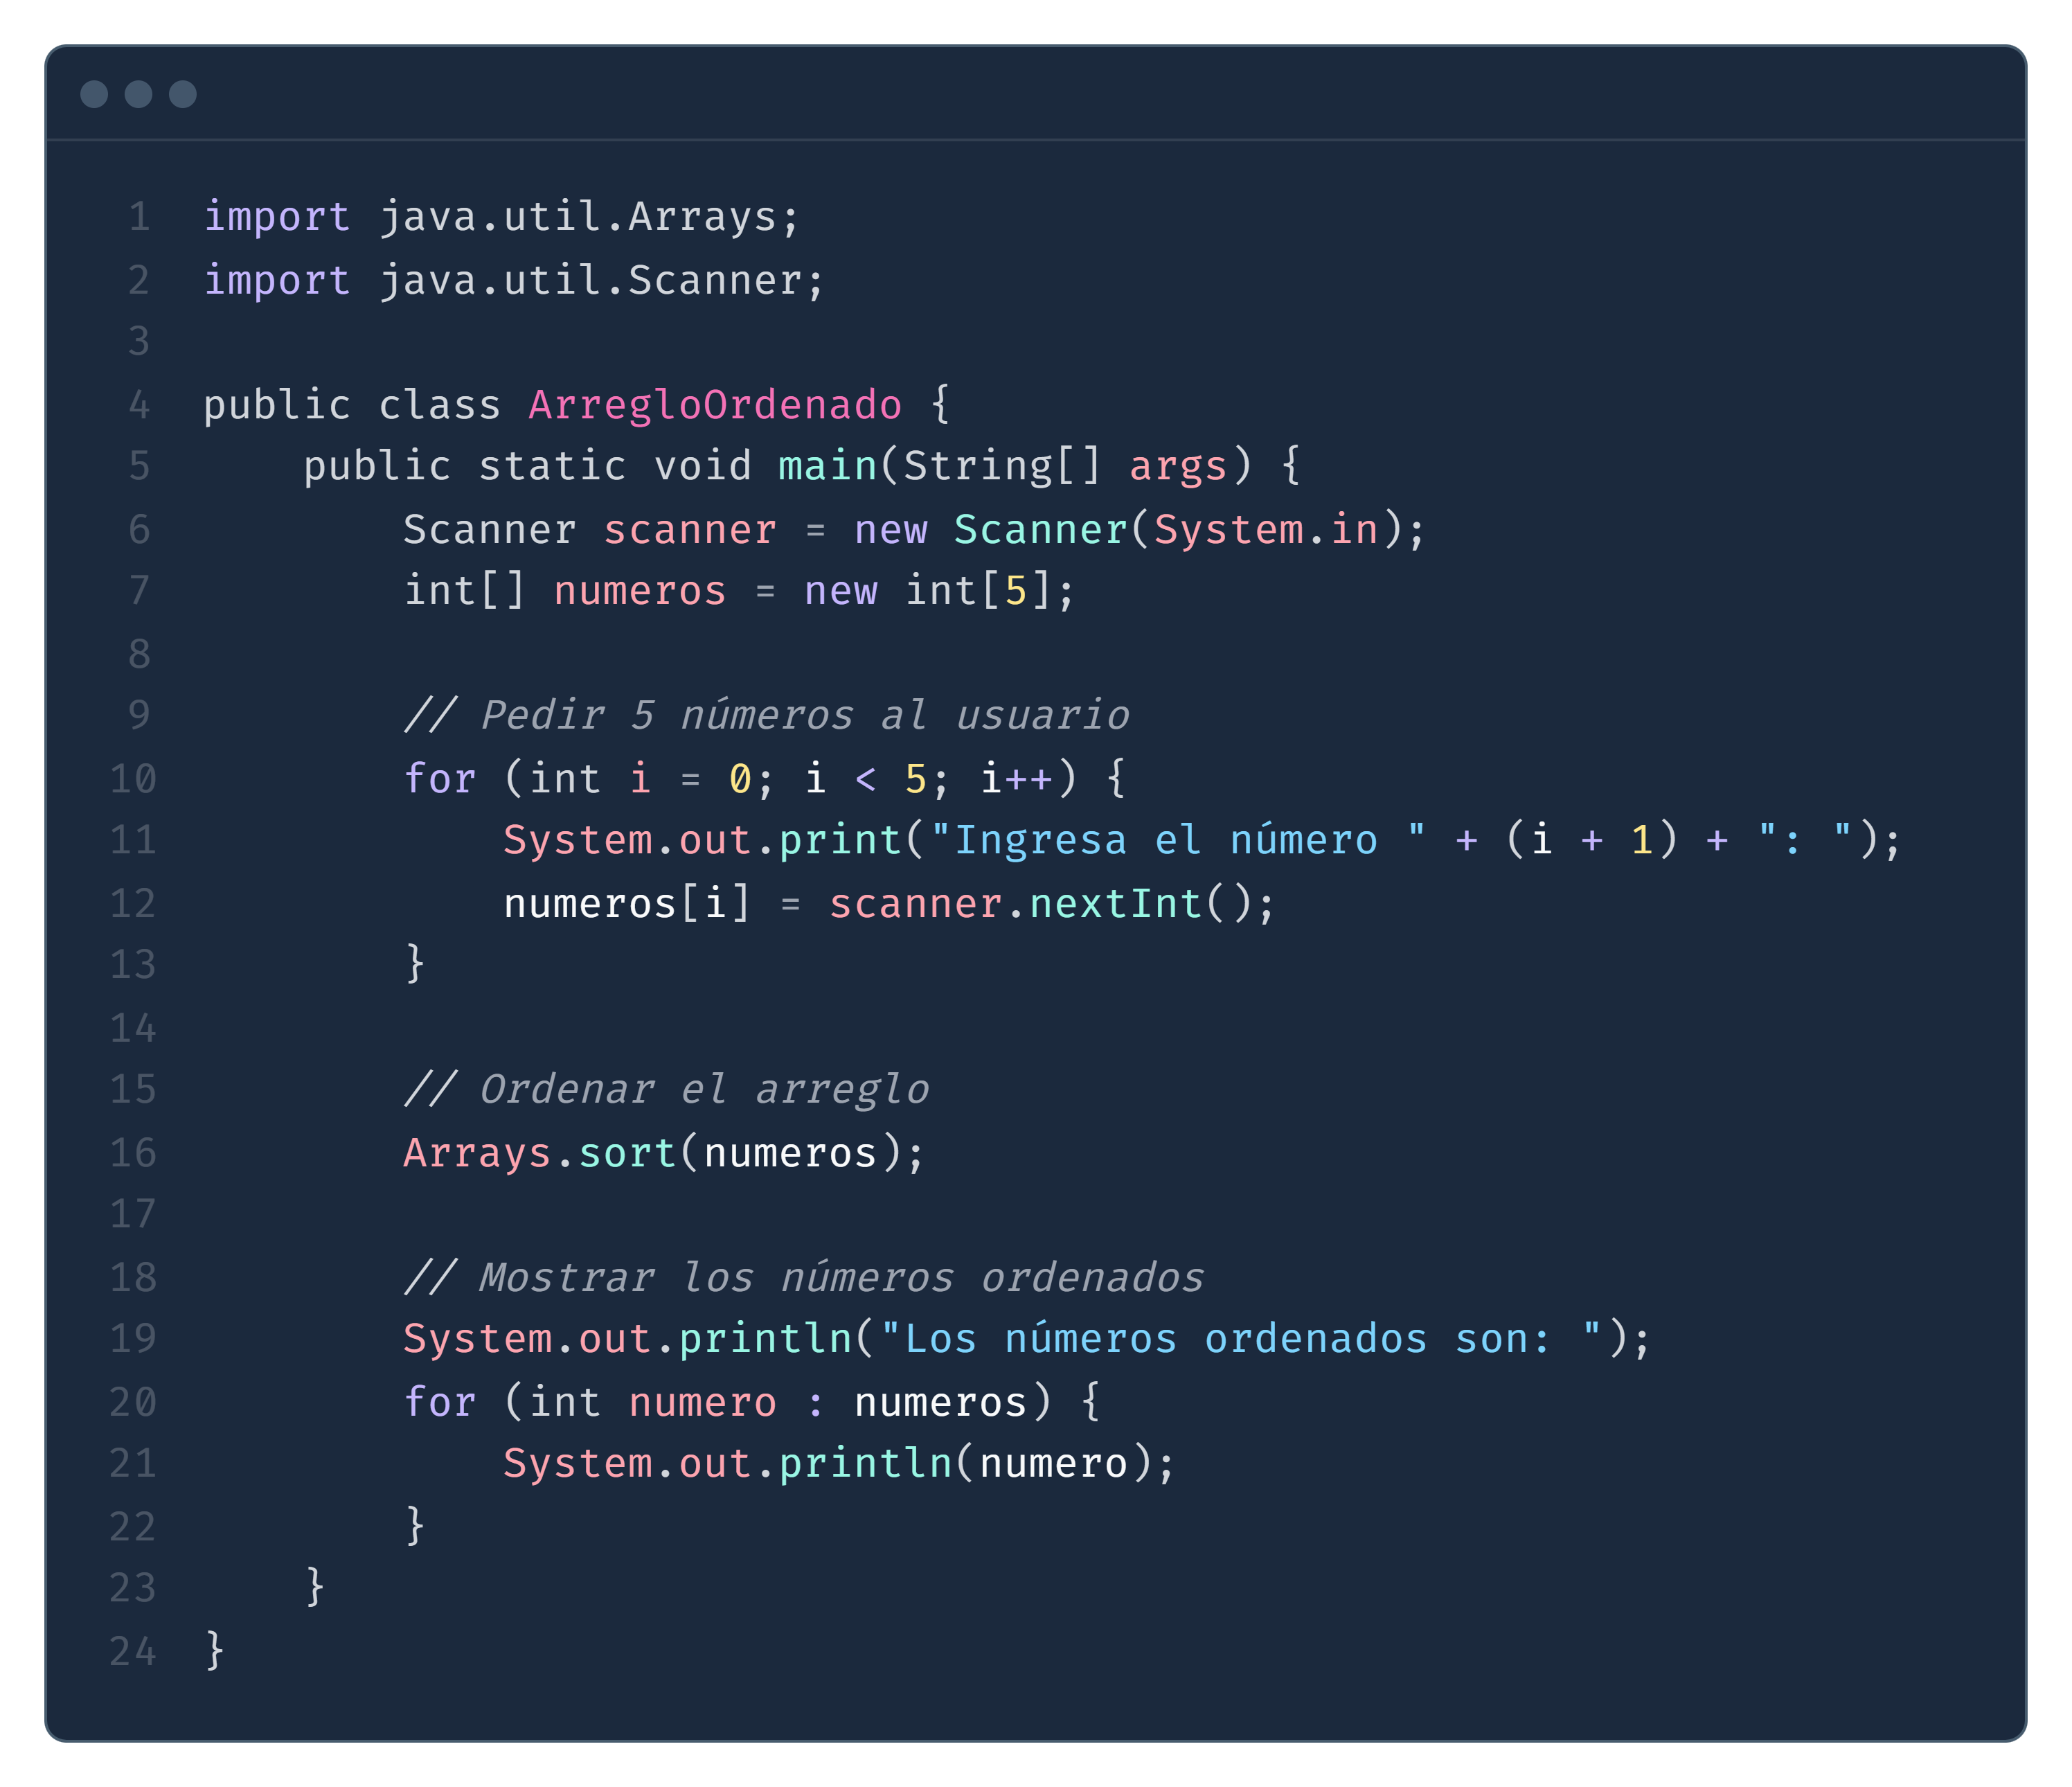 1 import java.util.Arrays;
2 import java.util.Scanner;
3
4 public class ArregloOrdenado {
5     public static void main(String[] args) {
6         Scanner scanner = new Scanner(System.in);
7         int[] numeros = new int[5];
8
9         // Pedir 5 números al usuario
10         for (int i = 0; i < 5; i++) {
11             System.out.print("Ingresa el número " + (i + 1) + ": ");
12             numeros[i] = scanner.nextInt();
13         }
14
15         // Ordenar el arreglo
16         Arrays.sort(numeros);
17
18         // Mostrar los números ordenados
19         System.out.println("Los números ordenados son: ");
20         for (int numero : numeros) {
21             System.out.println(numero);
22         }
23     }
24 }